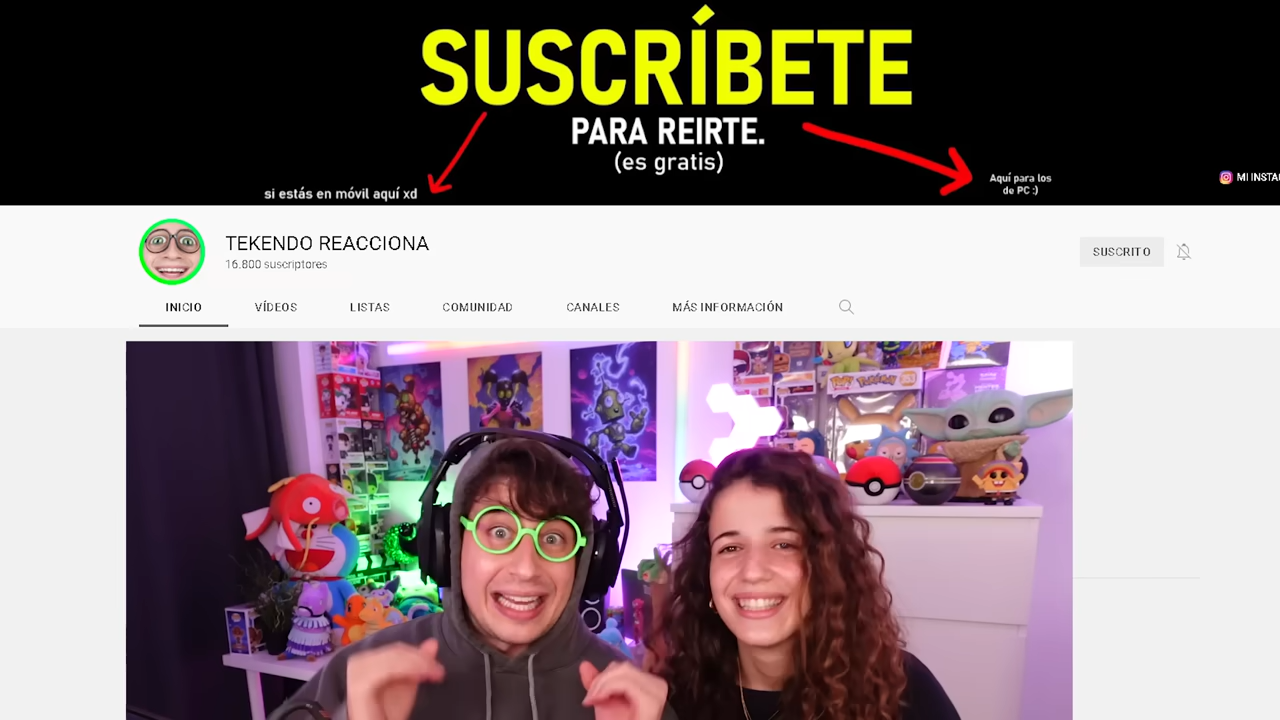 SUSCRÍBETE
PARA REIRTE.
(es gratis)
si estás en móvil aquí xd
Aquí para los
de PC :)
MI INSTA
TEKENDO REACCIONA
16.800 suscriptores
SUSCRITO
INICIO
VÍDEOS
LISTAS
COMUNIDAD
CANALES
MÁS INFORMACIÓN
POKÉMON